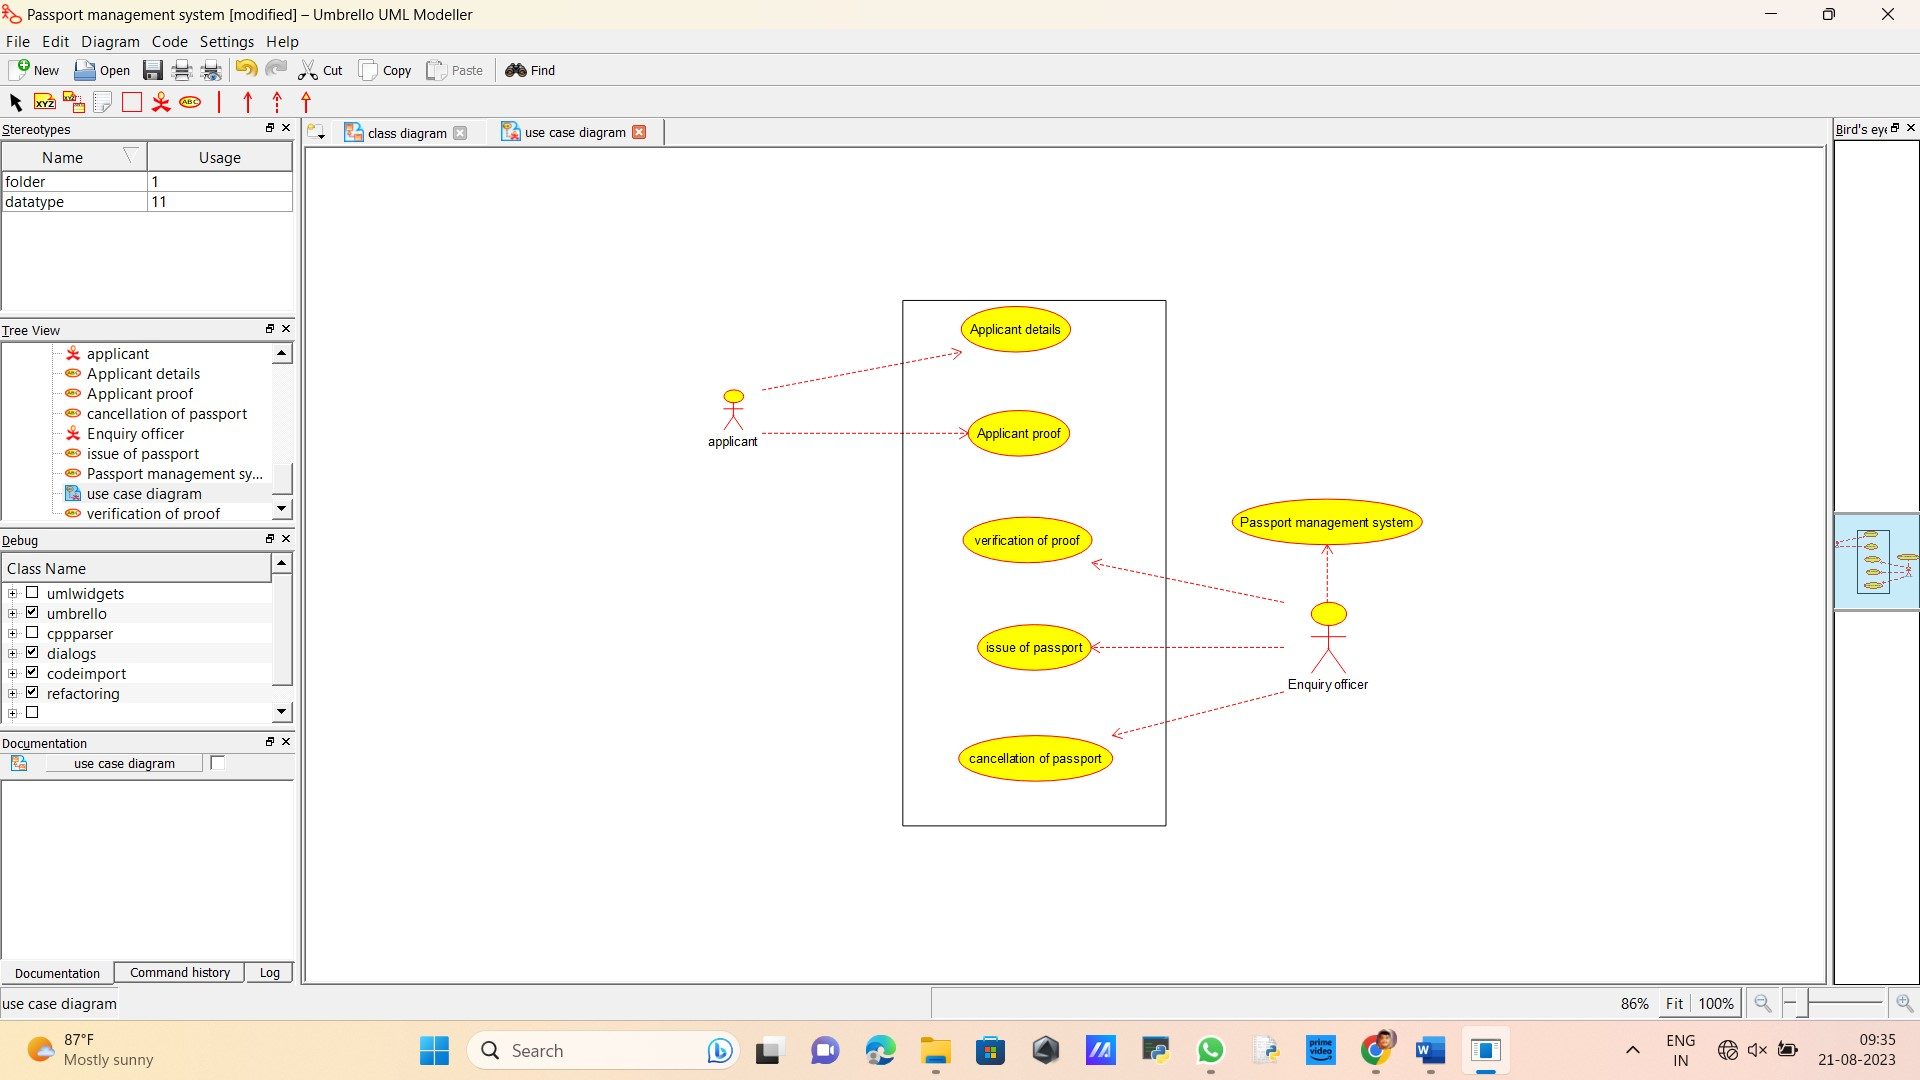 Passport management system [modified] – Umbrello UML Modeller
File Edit Diagram Code Settings Help
New Open Cut Copy Paste Find
XYZ ABC
Stereotypes
Name Usage
folder 1
datatype 11
Tree View
applicant
Applicant details
Applicant proof
cancellation of passport
Enquiry officer
issue of passport
Passport management sy...
use case diagram
verification of proof
Debug
Class Name
umlwidgets
umbrello
cppparser
dialogs
codeimport
refactoring
Documentation
use case diagram
Documentation Command history Log
class diagram use case diagram
Applicant details
applicant
Applicant proof
Passport management system
verification of proof
issue of passport
Enquiry officer
cancellation of passport
Bird's eye
use case diagram
86% Fit 100%
87°F
Mostly sunny
Search
prime video
ENG
IN
09:35
21-08-2023